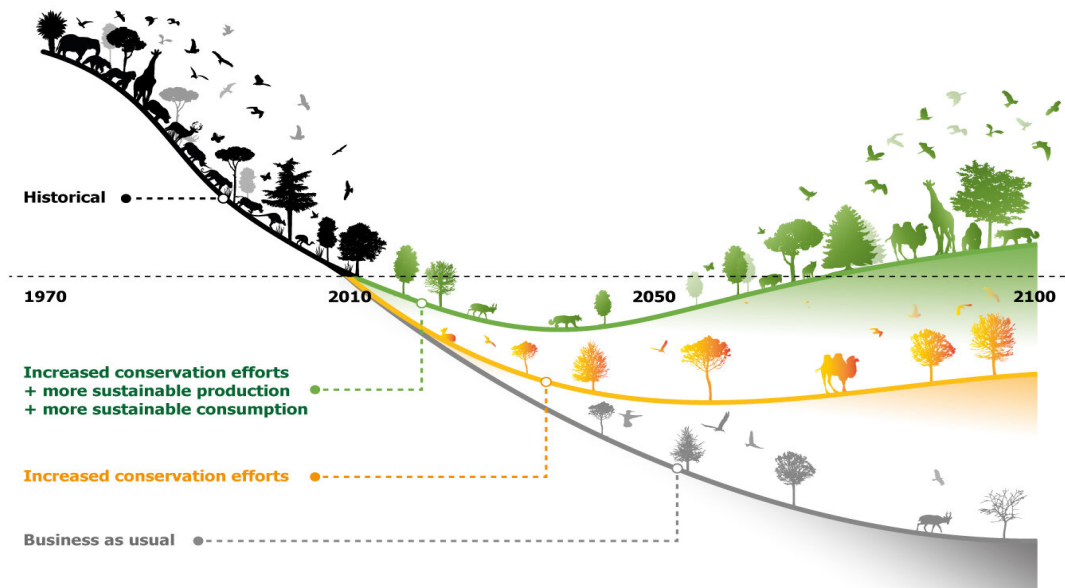 Historical
1970 2010 2050 2100
Increased conservation efforts
+ more sustainable production
+ more sustainable consumption
Increased conservation efforts
Business as usual